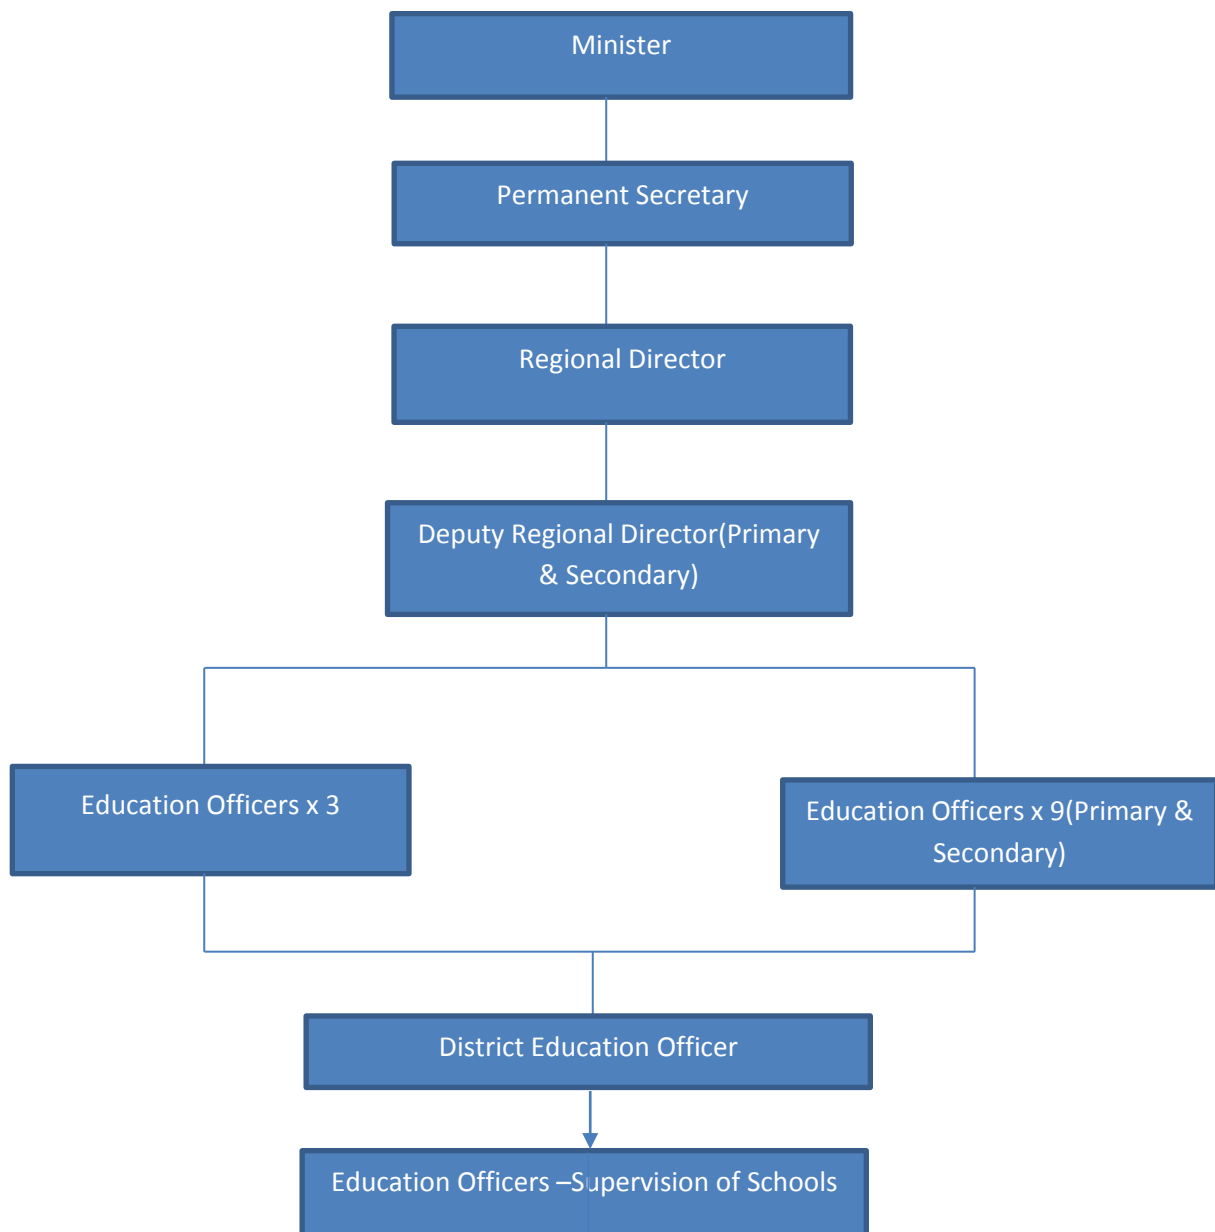 Minister
Permanent Secretary
Regional Director
Deputy Regional Director(Primary
& Secondary)
Education Officers x 3
Education Officers x 9(Primary &
Secondary)
District Education Officer
Education Officers –Supervision of Schools